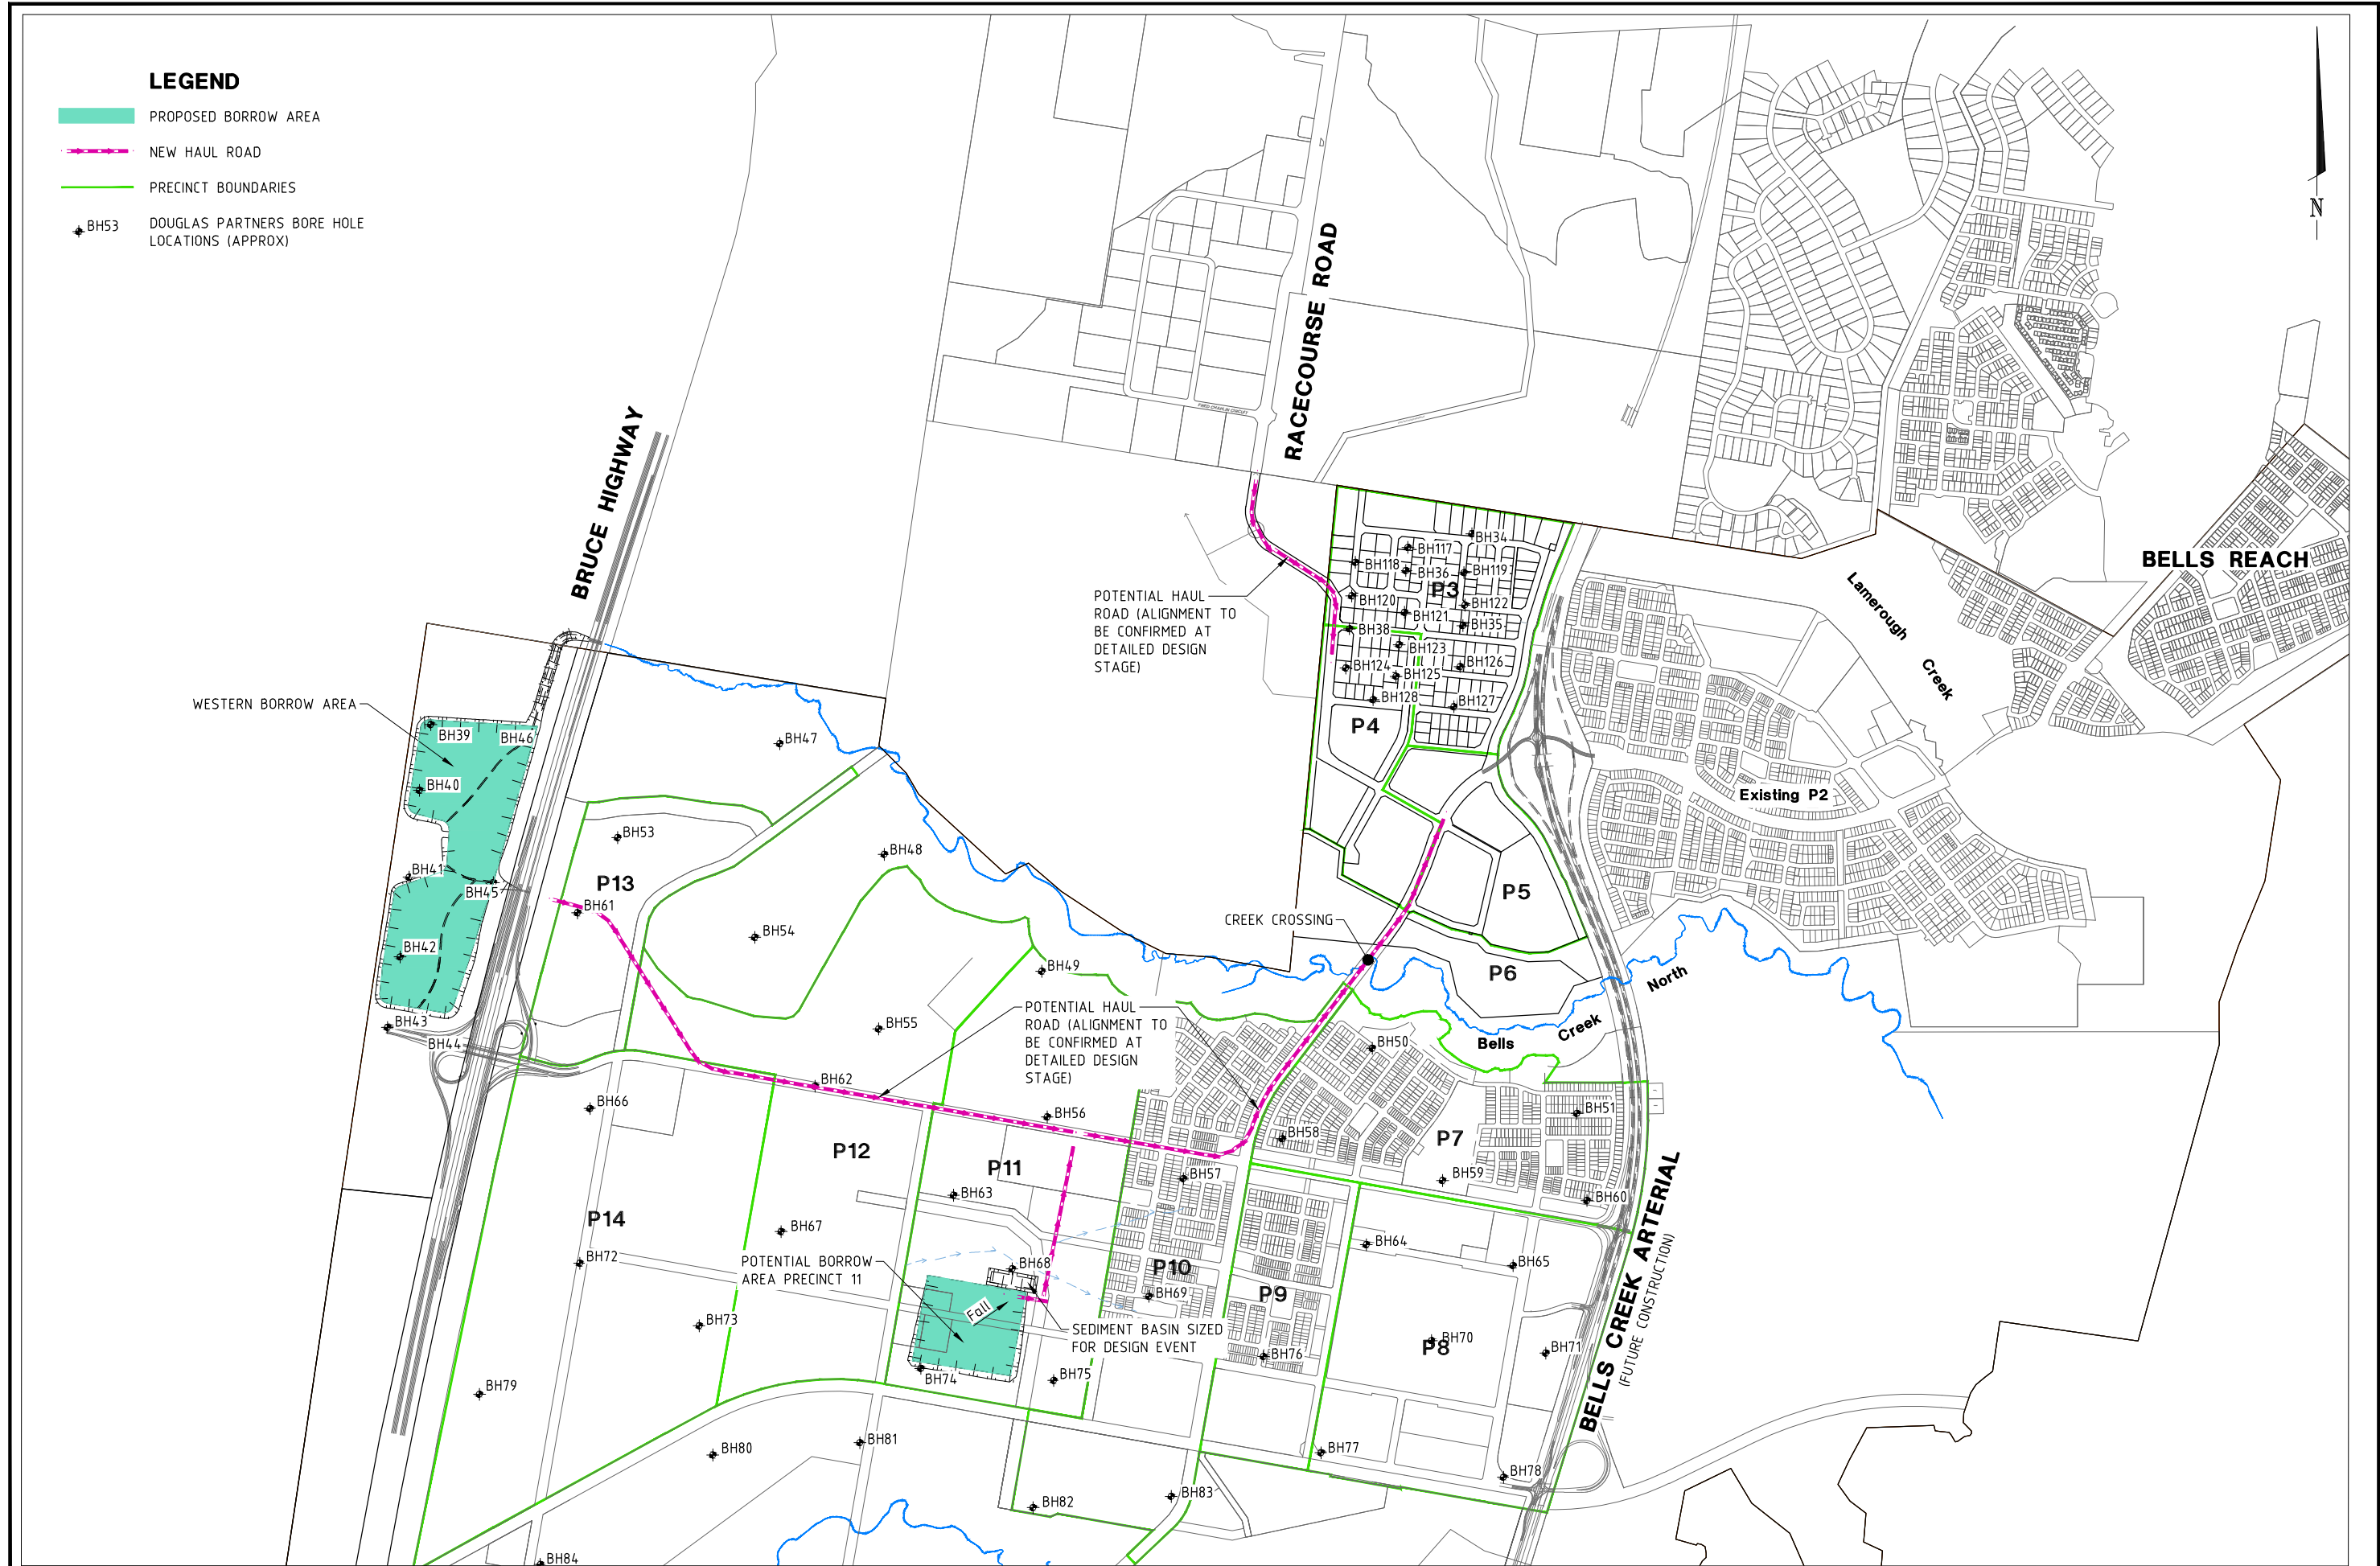 LEGEND
PROPOSED BORROW AREA
NEW HAUL ROAD
PRECINCT BOUNDARIES
BH53
DOUGLAS PARTNERS BORE HOLE
LOCATIONS (APPROX)
N
RACECOURSE ROAD
BRUCE HIGHWAY
BELLS REACH
Lamerough
Creek
POTENTIAL HAUL
ROAD (ALIGNMENT TO
BE CONFIRMED AT
DETAILED DESIGN
STAGE)
BH34
BH117
BH118
BH36
BH119
P3
BH120
BH122
BH121
BH35
BH38
BH123
BH124
BH126
BH125
BH128
BH127
P4
WESTERN BORROW AREA
BH39
BH46
BH47
BH40
Existing P2
BH53
BH48
BH41
BH45
P13
P5
BH61
CREEK CROSSING
BH54
BH42
BH49
P6
North
Creek
Bells
POTENTIAL HAUL
ROAD (ALIGNMENT TO
BE CONFIRMED AT
DETAILED DESIGN
STAGE)
BH43
BH44
BH55
BH50
BH62
BH66
BH56
BH51
BH58
P7
P12
P11
BH57
BH59
BH63
BH60
P14
BH67
BH64
BH72
BH65
POTENTIAL BORROW
AREA PRECINCT 11
BH68
P10
BH69
P9
Fall
BH73
SEDIMENT BASIN SIZED
FOR DESIGN EVENT
BH70
P8
BH71
BH76
BH74
BH75
BH79
BELLS CREEK ARTERIAL
(FUTURE CONSTRUCTION)
BH80
BH81
BH77
BH78
BH82
BH83
BH84